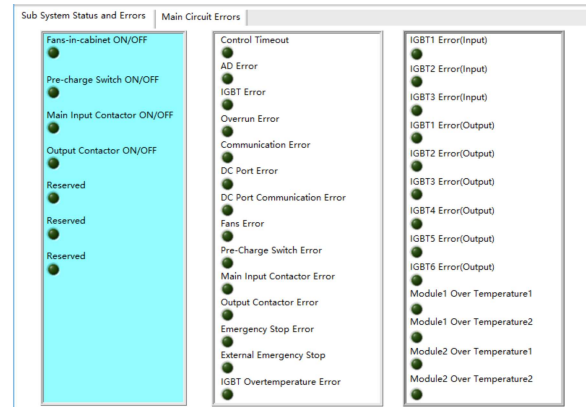 Sub System Status and Errors
Main Circuit Errors
Fans-in-cabinet ON/OFF
Pre-charge Switch ON/OFF
Main Input Contactor ON/OFF
Output Contactor ON/OFF
Reserved
Reserved
Reserved
Control Timeout
AD Error
IGBT Error
Overrun Error
Communication Error
DC Port Error
DC Port Communication Error
Fans Error
Pre-Charge Switch Error
Main Input Contactor Error
Output Contactor Error
Emergency Stop Error
External Emergency Stop
IGBT Overtemperature Error
IGBT1 Error(Input)
IGBT2 Error(Input)
IGBT3 Error(Input)
IGBT1 Error(Output)
IGBT2 Error(Output)
IGBT3 Error(Output)
IGBT4 Error(Output)
IGBT5 Error(Output)
IGBT6 Error(Output)
Module1 Over Temperature1
Module1 Over Temperature2
Module2 Over Temperature1
Module2 Over Temperature2